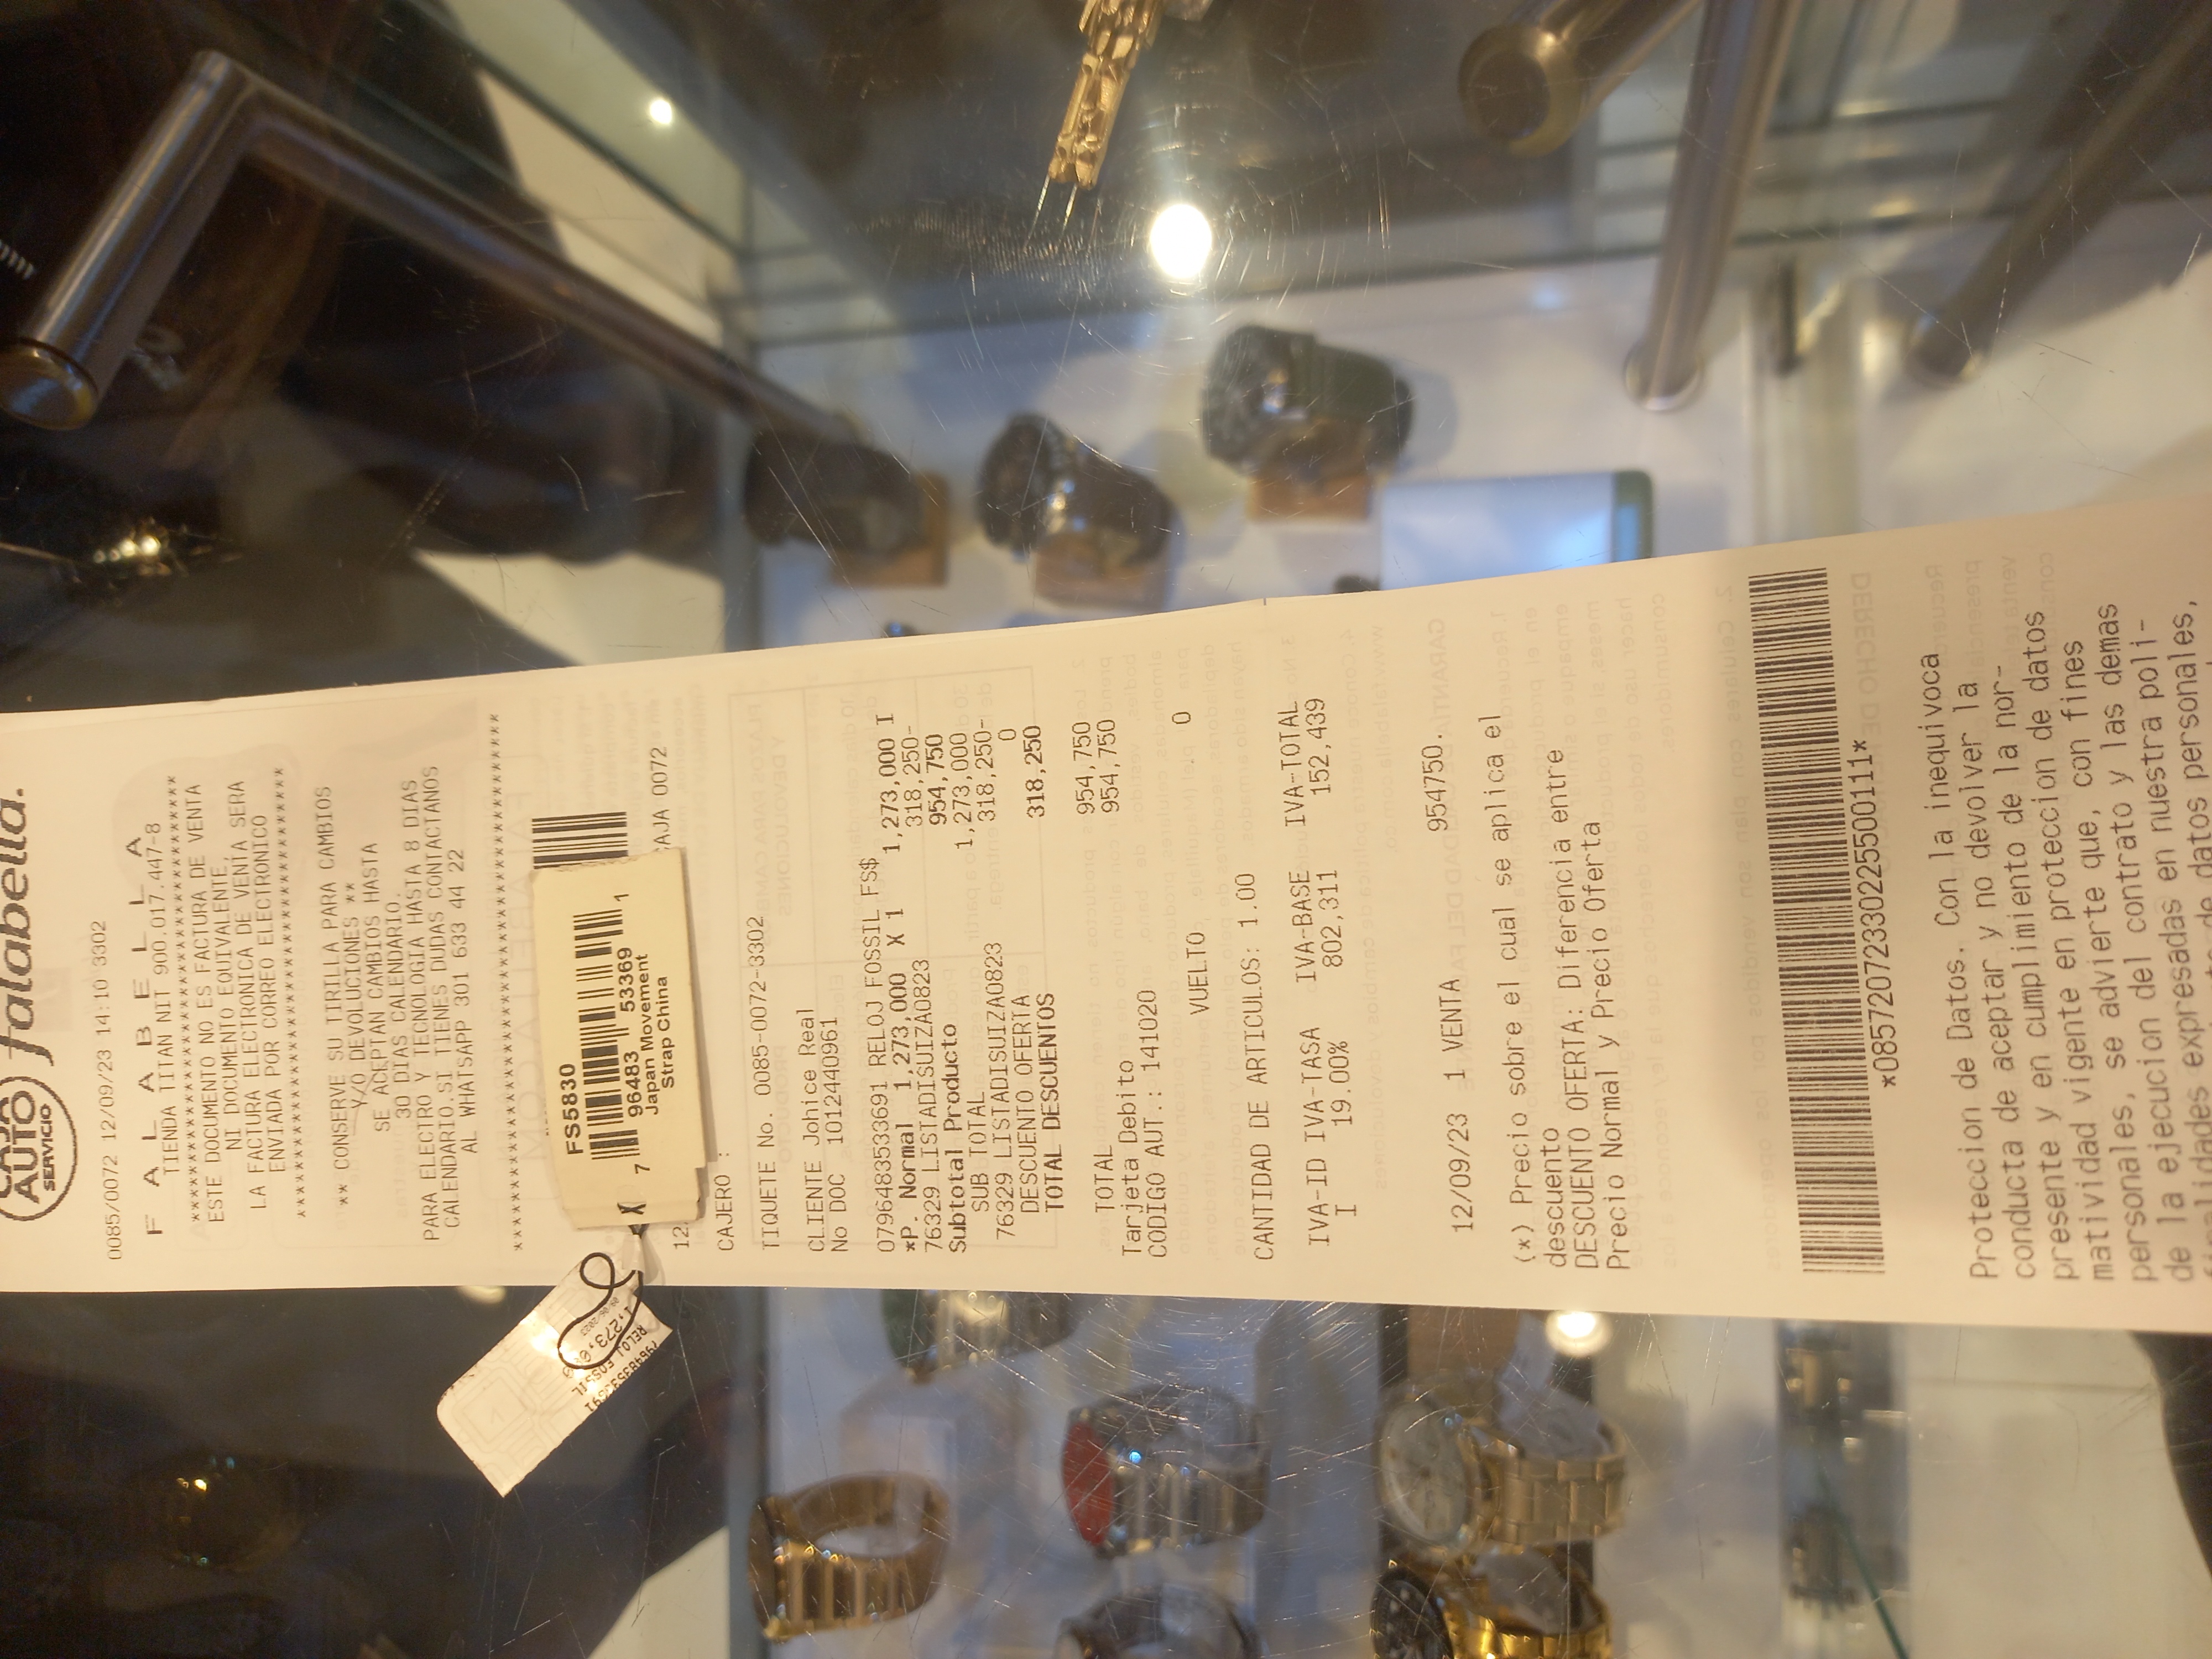 AUTO
SERVICIO
falabella.
0085/0072 12/09/23 14:10 3302
F A L A B E L L A
TIENDA TITAN NIT 900.017.447-8
ESTE DOCUMENTO NO ES FACTURA DE VENTA
NI DOCUMENTO EQUIVALENTE,
LA FACTURA ELECTRONICA DE VENTA SERA
ENVIADA POR CORREO ELECTRONICO
** CONSERVE SU TIRILLA PARA CAMBIOS
Y/O DEVOLUCIONES **
SE ACEPTAN CAMBIOS HASTA
30 DIAS CALENDARIO.
PARA ELECTRO Y TECNOLOGIA HASTA 8 DIAS
CALENDARIO.SI TIENES DUDAS CONTACTANOS
AL WHATSAPP 301 633 44 22
FS5830
7 96483 53369 1
Japan Movement
Strap China
12. CAJA 0072
CAJERO :
TIQUETE No. 0085-0072-3302
CLIENTE Johice Real
No DOC 1012440961
0796483533691 RELOJ FOSSIL FS$
*P. Normal 1,273,000 X 1 1,273,000 I
76329 LISTADISUIZA0823 318,250-
Subtotal Producto 954,750
SUB TOTAL 1,273,000
76329 LISTADISUIZA0823 318,250-
DESCUENTO OFERTA 0
TOTAL DESCUENTOS 318,250
TOTAL 954,750
Tarjeta Debito 954,750
CODIGO AUT.: 141020
VUELTO 0
CANTIDAD DE ARTICULOS: 1.00
IVA-ID IVA-TASA IVA-BASE IVA-TOTAL
I 19.00% 802,311 152,439
12/09/23 1 VENTA 954750.
(*) Precio sobre el cual se aplica el
descuento
DESCUENTO OFERTA: Diferencia entre
Precio Normal y Precio Oferta
*085720723302255000111*
Proteccion de Datos. Con la inequivoca
conducta de aceptar y no devolver la
presente y en cumplimiento de la nor-
matividad vigente en proteccion de datos
personales, se advierte que, con fines
de la ejecucion del contrato y las demas
finalidades expresadas en nuestra poli-
de datos personales,
RELOJ FOSSIL